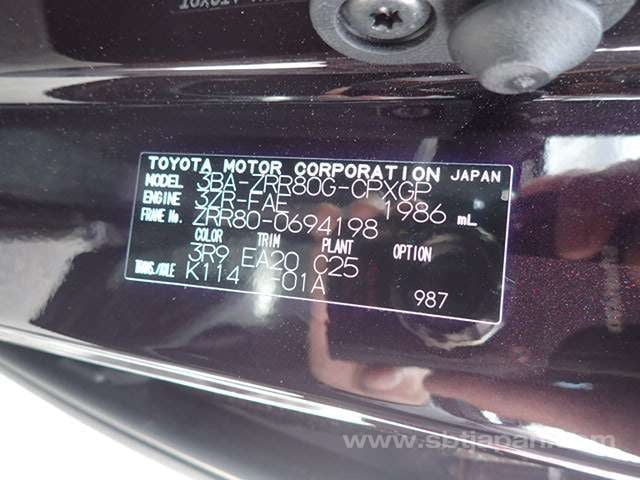 TOYOTA MOTOR CORPORATION JAPAN
MODEL 3BA-ZRR80G-CPXGP
ENGINE 3ZR-FAE 1986 mL
FRAME No. ZRR80-0694198
COLOR TRIM PLANT OPTION
3R9 EA20 C25
TRANS./AXLE K114 -01A
987
www.sbtjapan.com